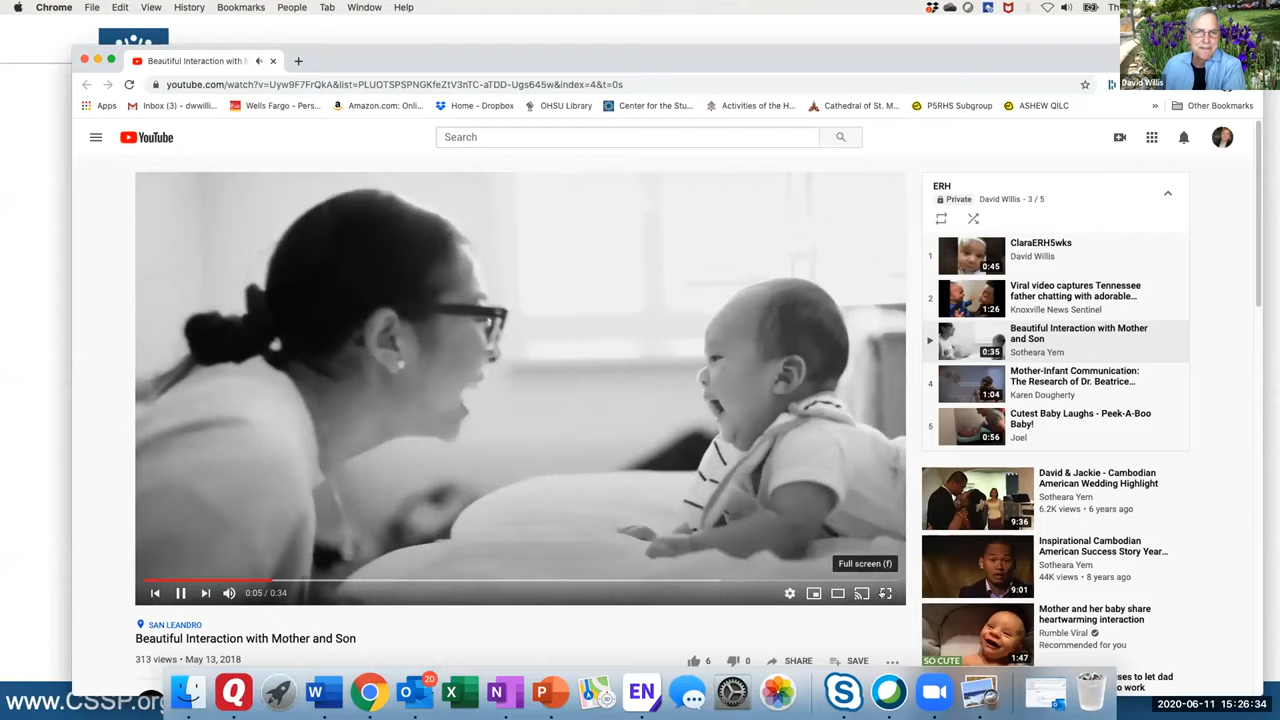 Chrome File Edit View History Bookmarks People Tab Window Help
Th
David Willis
Beautiful Interaction with M
youtube.com/watch?v=Uyw9F7FrQkA&list=PLUOTSPSPNGKfeZtV3nTC-aTDD-Ugs645w&index=4&t=0s
Apps Inbox (3) - dwwilli... Wells Fargo - Pers... Amazon.com: Onli... Home - Dropbox OHSU Library Center for the Stu... Activities of the H... Cathedral of St. M... P5RHS Subgroup ASHEW QILC » Other Bookmarks
YouTube
Search
ERH
Private David Willis - 3 / 5
1
ClaraERH5wks
David Willis
0:45
2
Viral video captures Tennessee
father chatting with adorable...
Knoxville News Sentinel
1:26
Beautiful Interaction with Mother
and Son
Sotheara Yem
0:35
4
Mother-Infant Communication:
The Research of Dr. Beatrice...
Karen Dougherty
1:04
5
Cutest Baby Laughs - Peek-A-Boo
Baby!
Joel
0:56
David & Jackie - Cambodian
American Wedding Highlight
Sotheara Yem
6.2K views • 6 years ago
9:36
Inspirational Cambodian
American Success Story Year...
Sotheara Yem
44K views • 8 years ago
9:01
Mother and her baby share
heartwarming interaction
Rumble Viral
Recommended for you
SO CUTE
1:47
Full screen (f)
0:05 / 0:34
SAN LEANDRO
Beautiful Interaction with Mother and Son
313 views • May 13, 2018
6 0 SHARE SAVE
ses to let dad
o work
20
EN
www.CSSP.org
2020-06-11 15:26:34